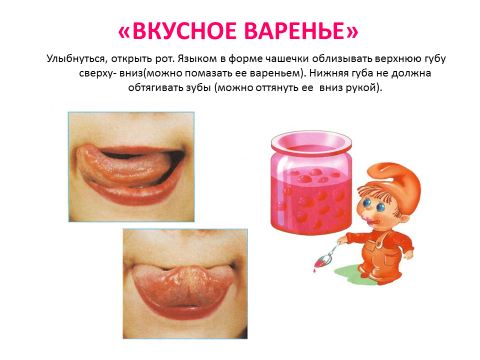 «ВКУСНОЕ ВАРЕНЬЕ»
Улыбнуться, открыть рот. Языком в форме чашечки облизывать верхнюю губу
сверху- вниз(можно помазать ее вареньем). Нижняя губа не должна
обтягивать зубы (можно оттянуть ее вниз рукой).